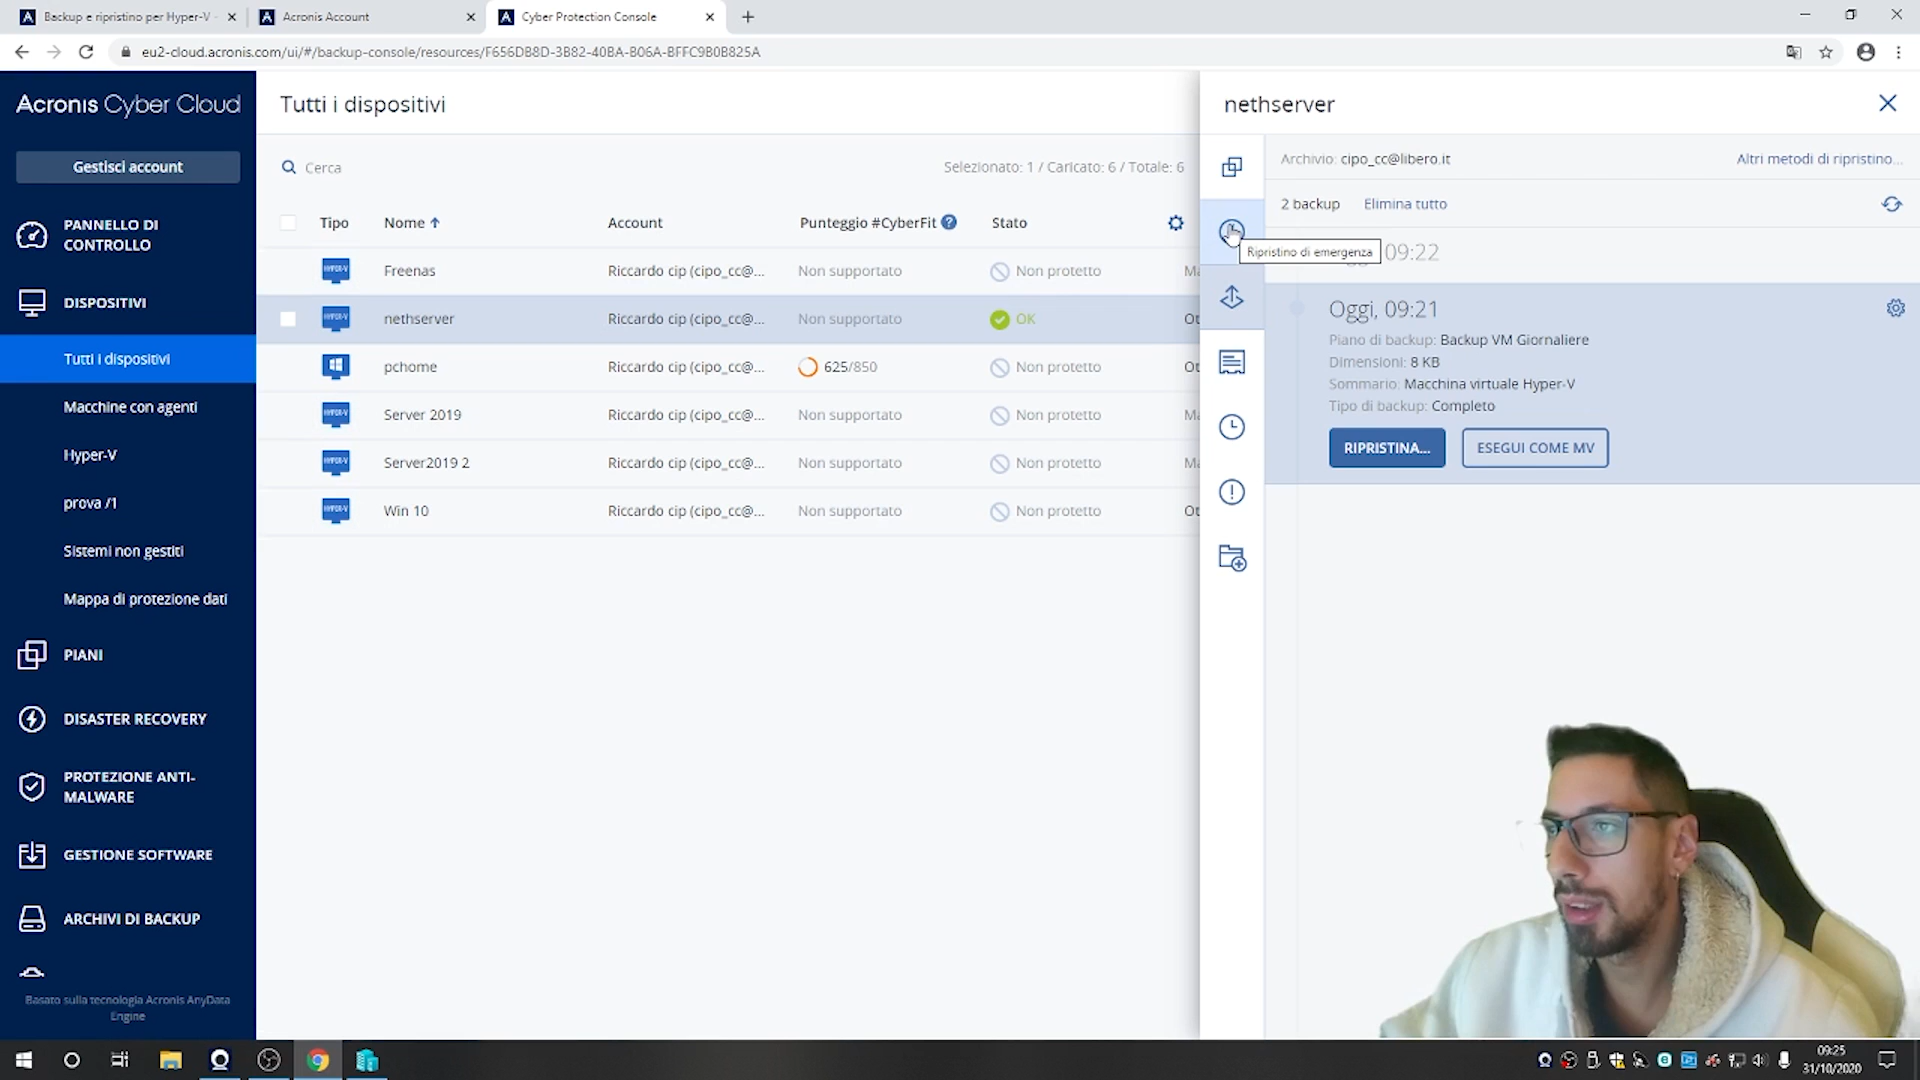 Backup e ripristino per Hyper-V
Acronis Account
Cyber Protection Console
eu2-cloud.acronis.com/ui/#/backup-console/resources/F656DB8D-3B82-40BA-B06A-BFFC9B0B825A
Acronis Cyber Cloud
Gestisci account
PANNELLO DI
CONTROLLO
DISPOSITIVI
Tutti i dispositivi
Macchine con agenti
Hyper-V
prova /1
Sistemi non gestiti
Mappa di protezione dati
PIANI
DISASTER RECOVERY
PROTEZIONE ANTI-
MALWARE
GESTIONE SOFTWARE
ARCHIVI DI BACKUP
Basato sulla tecnologia Acronis AnyData
Engine
Tutti i dispositivi
Cerca
Selezionato: 1 / Caricato: 6 / Totale: 6
Tipo Nome Account Punteggio #CyberFit Stato
Freenas Riccardo cip (cipo_cc@... Non supportato Non protetto Ma
nethserver Riccardo cip (cipo_cc@... Non supportato OK Ot
pchome Riccardo cip (cipo_cc@... 625/850 Non protetto Ot
Server 2019 Riccardo cip (cipo_cc@... Non supportato Non protetto Ma
Server2019 2 Riccardo cip (cipo_cc@... Non supportato Non protetto Ma
Win 10 Riccardo cip (cipo_cc@... Non supportato Non protetto Ot
nethserver
Archivio: cipo_cc@libero.it
Altri metodi di ripristino...
2 backup Elimina tutto
Ripristino di emergenza
09:22
Oggi, 09:21
Piano di backup: Backup VM Giornaliere
Dimensioni: 8 KB
Sommario: Macchina virtuale Hyper-V
Tipo di backup: Completo
RIPRISTINA...
ESEGUI COME MV
09:25
31/10/2020